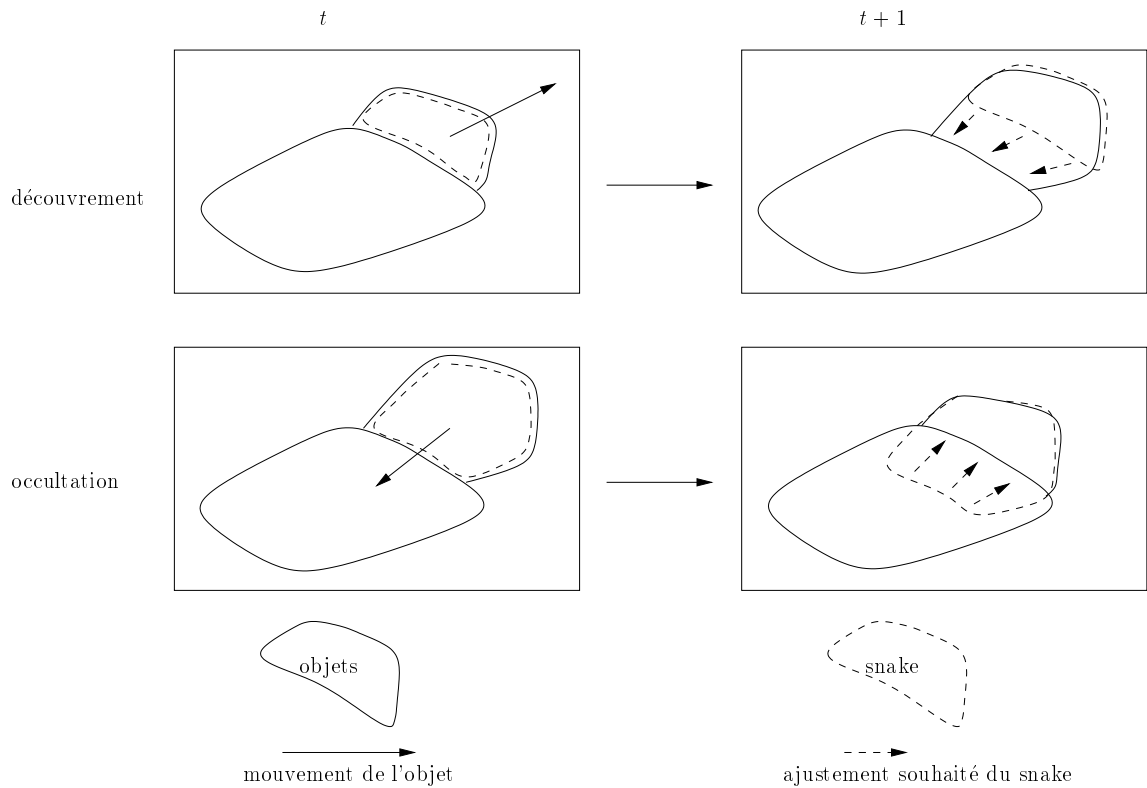 t
t + 1
découvrement
occultation
objets
snake
mouvement de l'objet
ajustement souhaité du snake